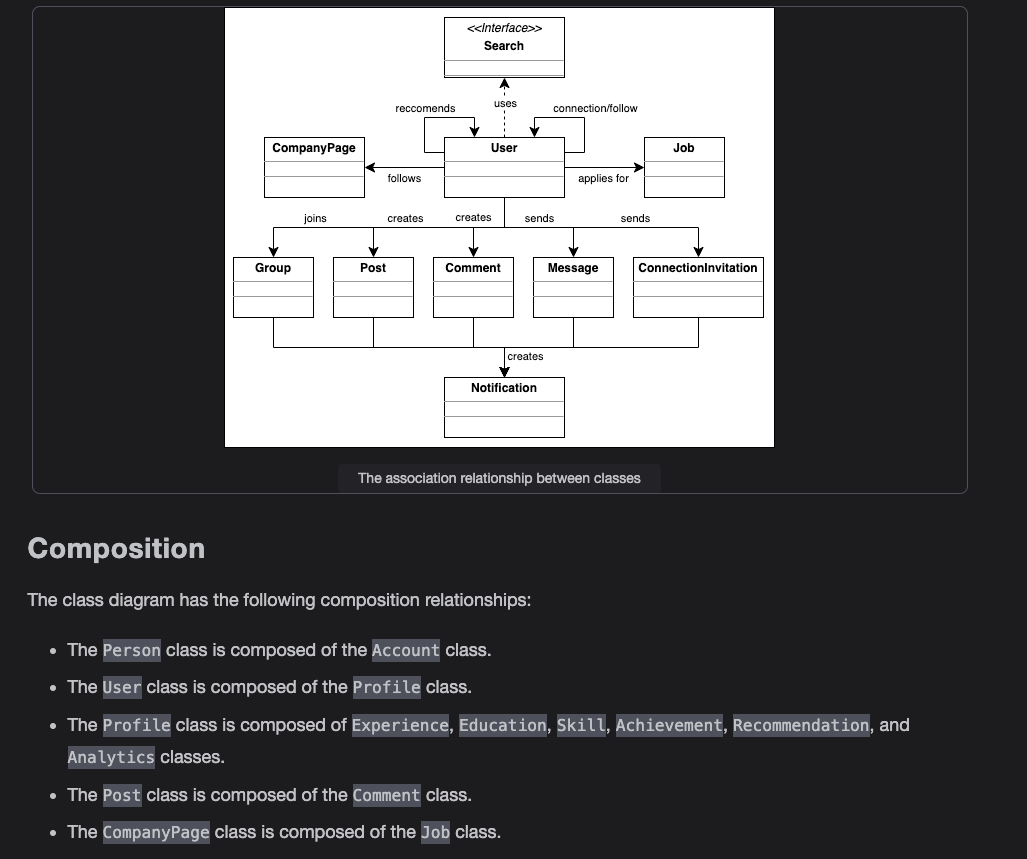 <<Interface>>
Search
reccomends
uses
connection/follow
CompanyPage
User
Job
follows
applies for
joins
creates
creates
sends
sends
Group
Post
Comment
Message
ConnectionInvitation
creates
Notification
The association relationship between classes
Composition
The class diagram has the following composition relationships:
• The Person class is composed of the Account class.
• The User class is composed of the Profile class.
• The Profile class is composed of Experience, Education, Skill, Achievement, Recommendation, and
Analytics classes.
• The Post class is composed of the Comment class.
• The CompanyPage class is composed of the Job class.